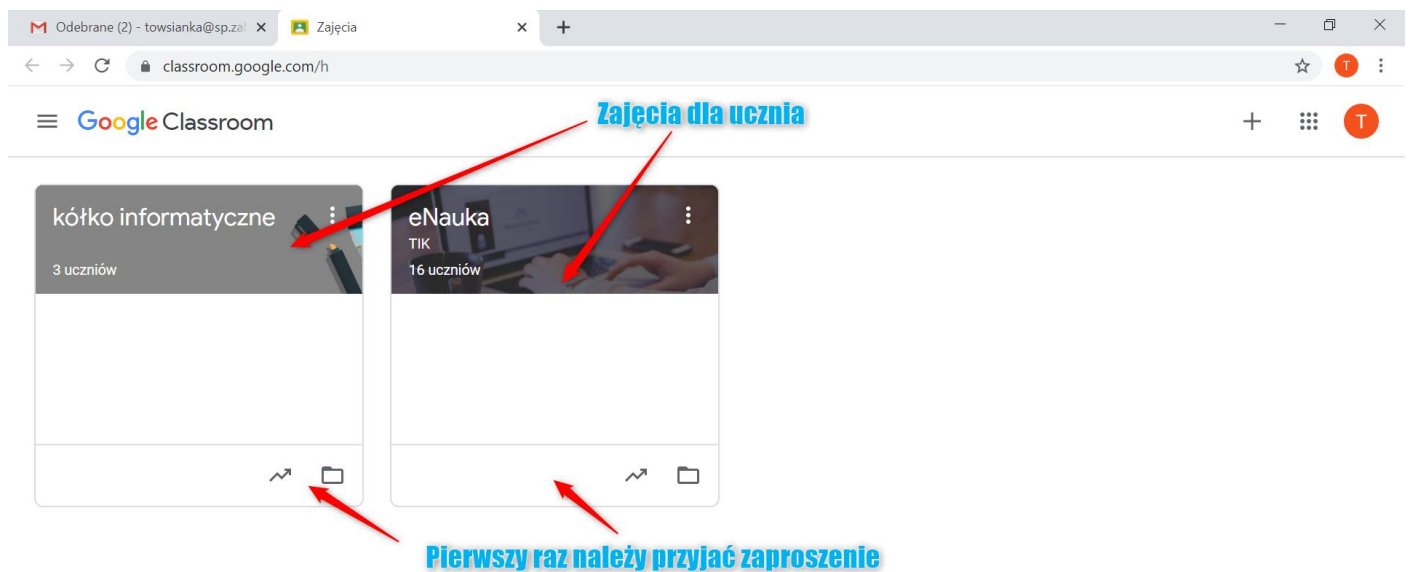 Odebrane (2) - towsianka@sp.za
Zajęcia
classroom.google.com/h
T
Google Classroom
Zajęcia dla ucznia
T
kółko informatyczne
3 uczniów
eNauka
TIK
16 uczniów
Pierwszy raz należy przyjąć zaproszenie